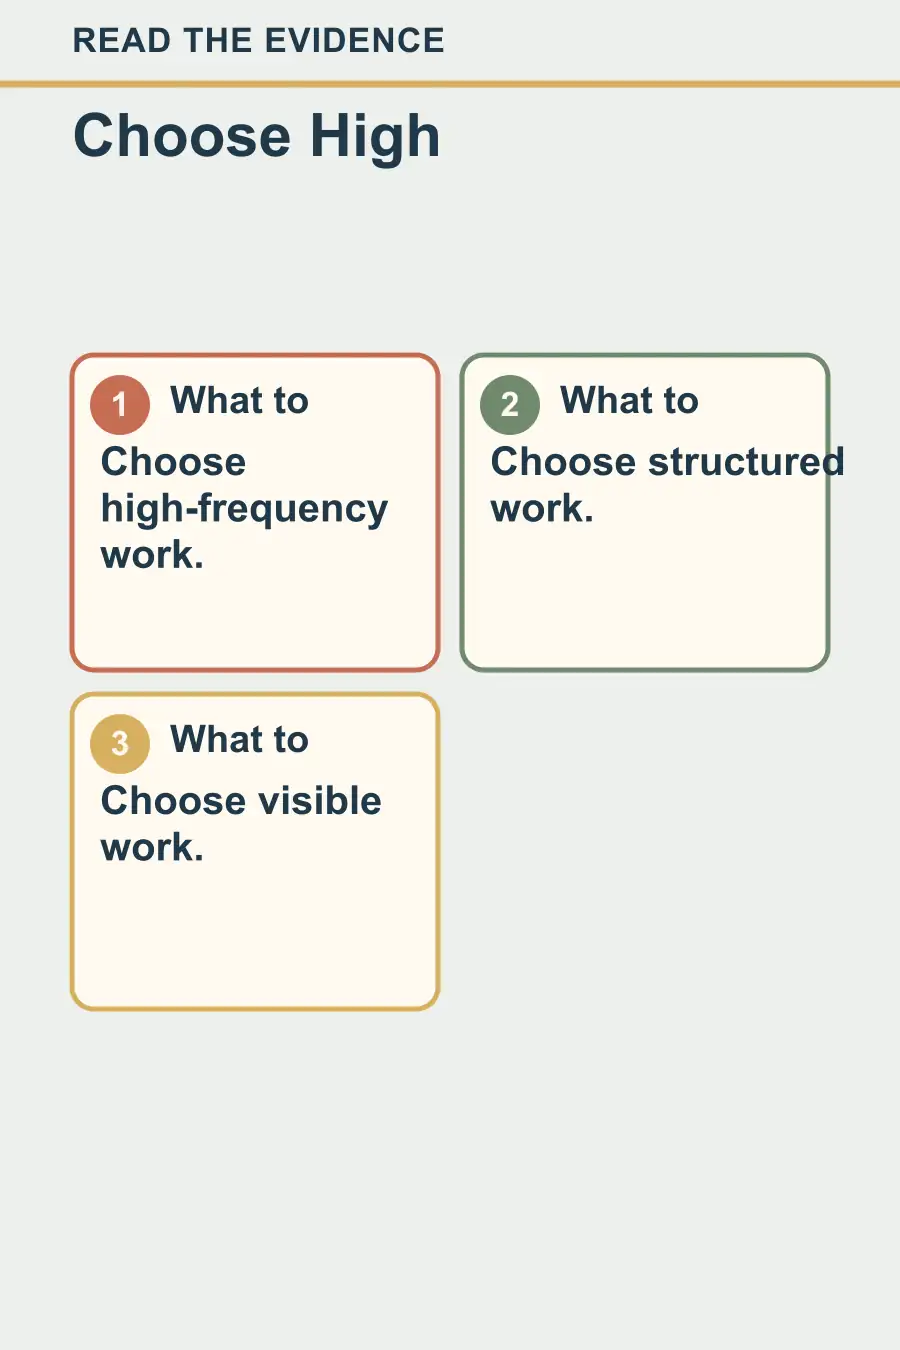 READ THE EVIDENCE
Choose High
1 What to
Choose
high-frequency
work.
2 What to
Choose structured
work.
3 What to
Choose visible
work.